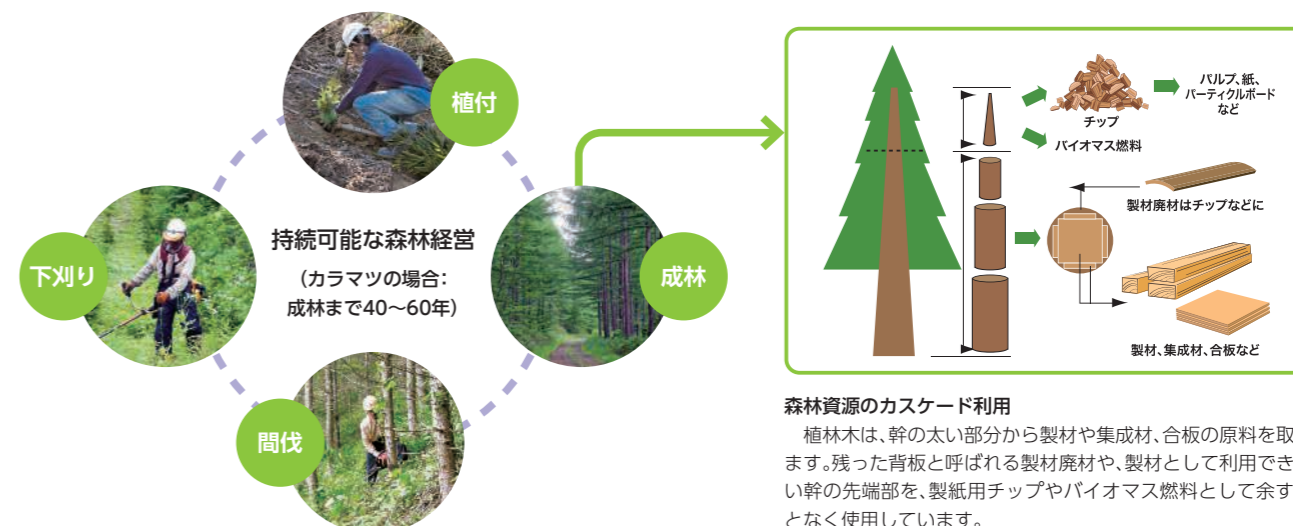 植付
下刈り
持続可能な森林経営
(カラマツの場合:
成林まで40〜60年)
成林
間伐
チップ
パルプ、紙、
パーティクルボード
など
バイオマス燃料
製材廃材はチップなどに
製材、集成材、合板など
森林資源のカスケード利用
植林木は、幹の太い部分から製材や集成材、合板の原料を取
ます。残った背板と呼ばれる製材廃材や、製材として利用でき
い幹の先端部を、製紙用チップやバイオマス燃料として余す
となく使用しています。